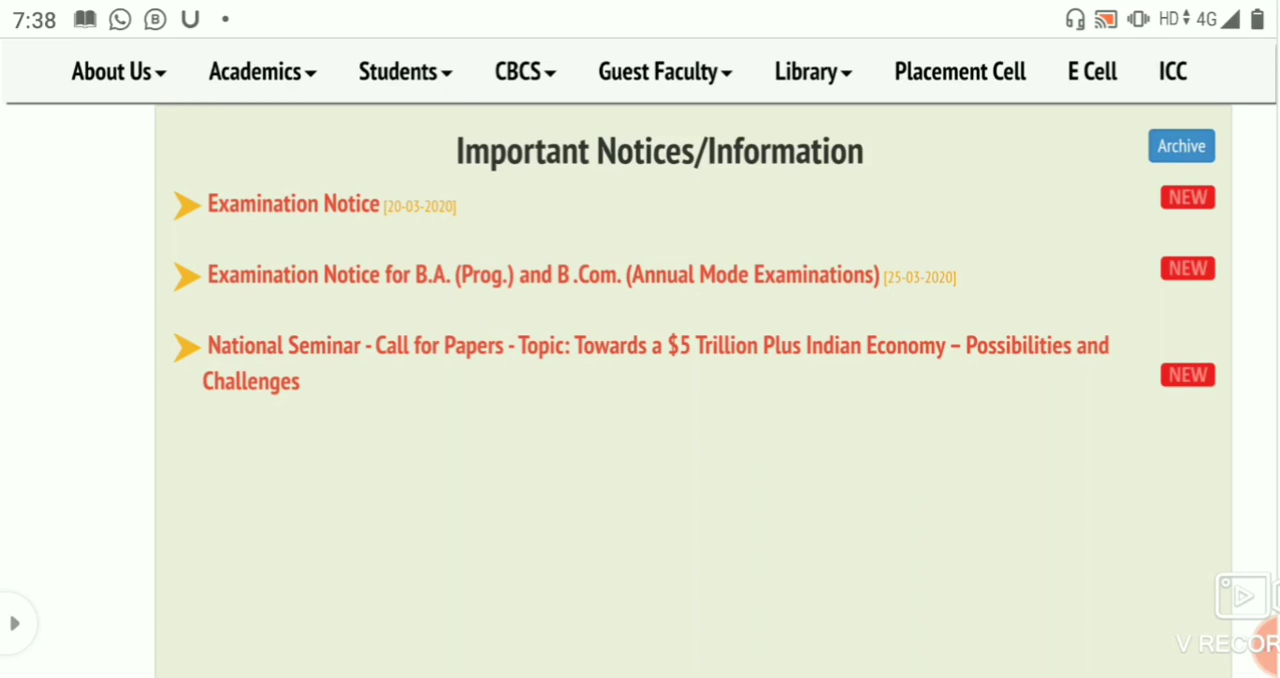 7:38 B U HD 4G
About Us Academics Students CBCS Guest Faculty Library Placement Cell E Cell ICC
Important Notices/Information Archive
Examination Notice [20-03-2020] NEW
Examination Notice for B.A. (Prog.) and B .Com. (Annual Mode Examinations) [25-03-2020] NEW
National Seminar - Call for Papers - Topic: Towards a $5 Trillion Plus Indian Economy – Possibilities and
Challenges NEW
V RECOR